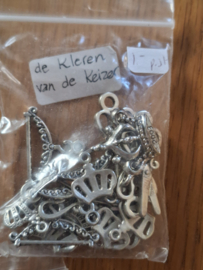 de Kleren
van de Keizer